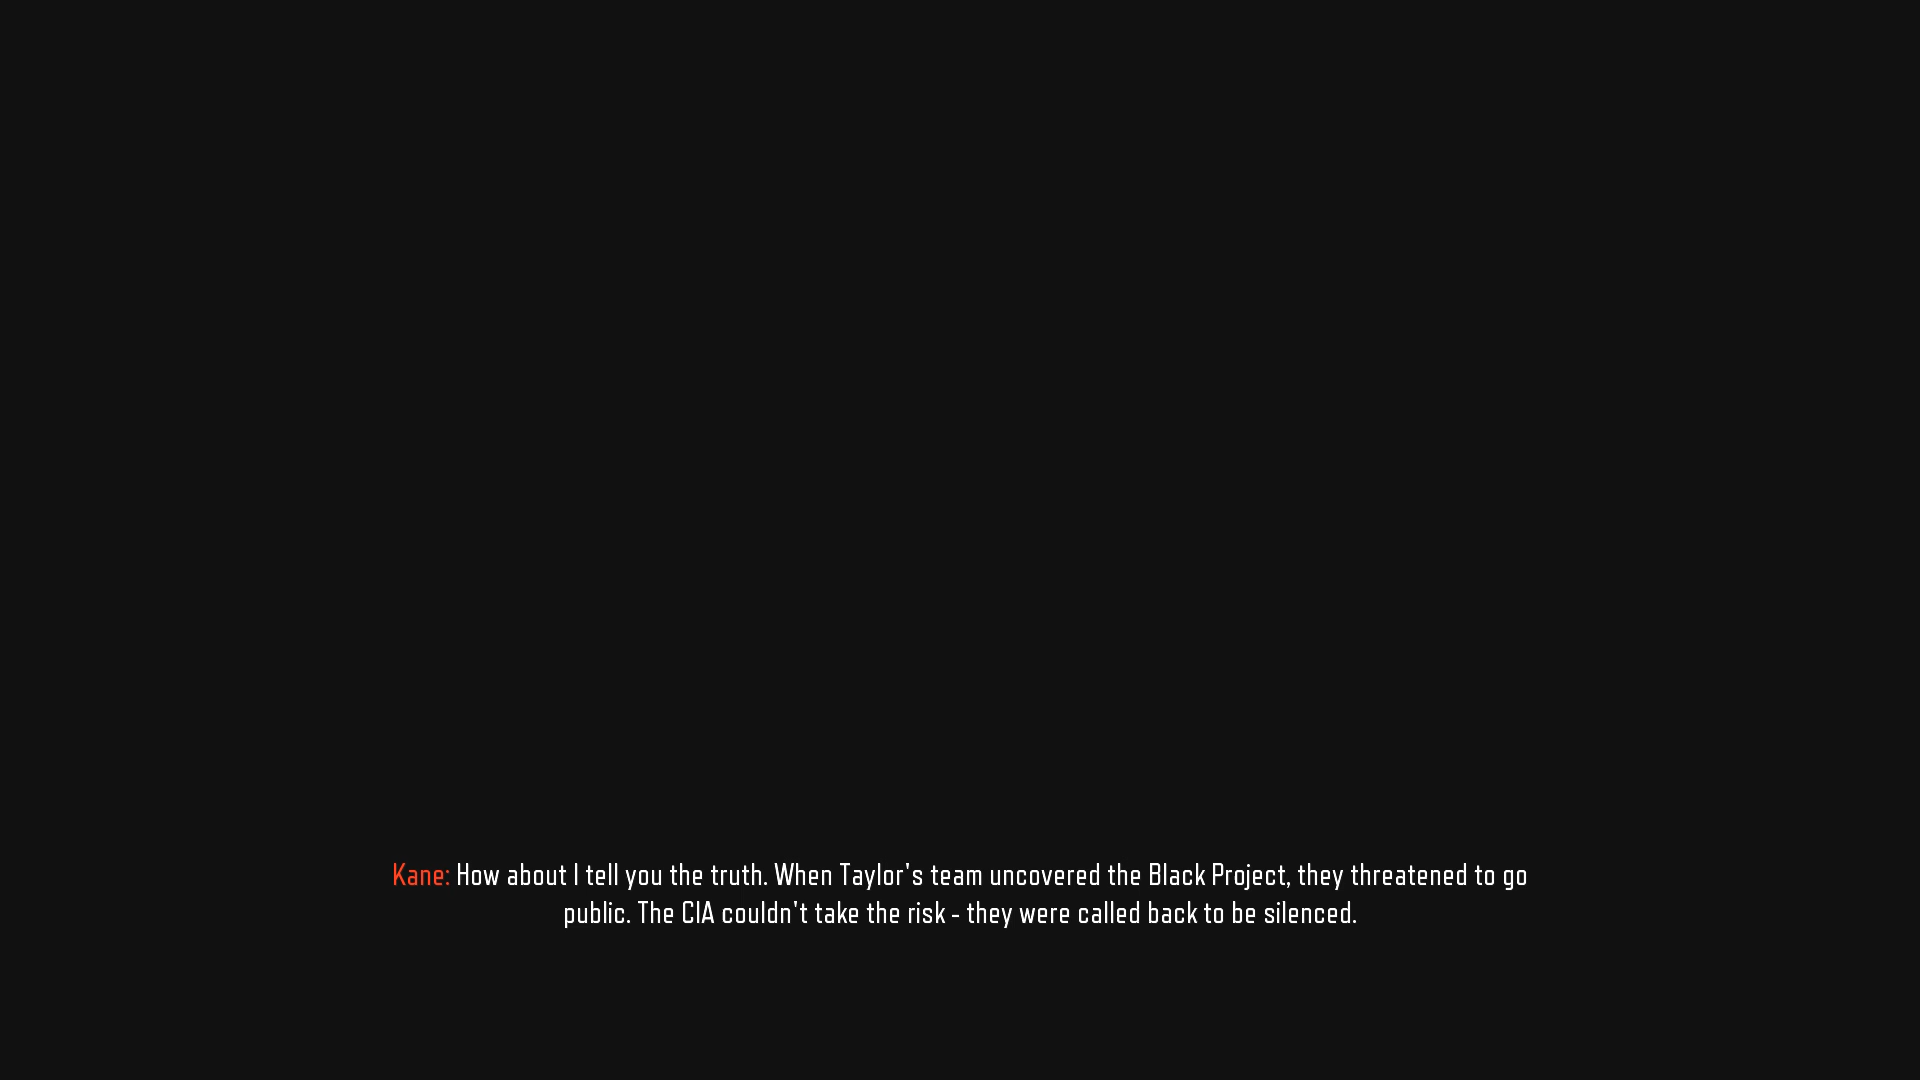 Kane: How about I tell you the truth. When Taylor's team uncovered the Black Project, they threatened to go
public. The CIA couldn't take the risk - they were called back to be silenced.